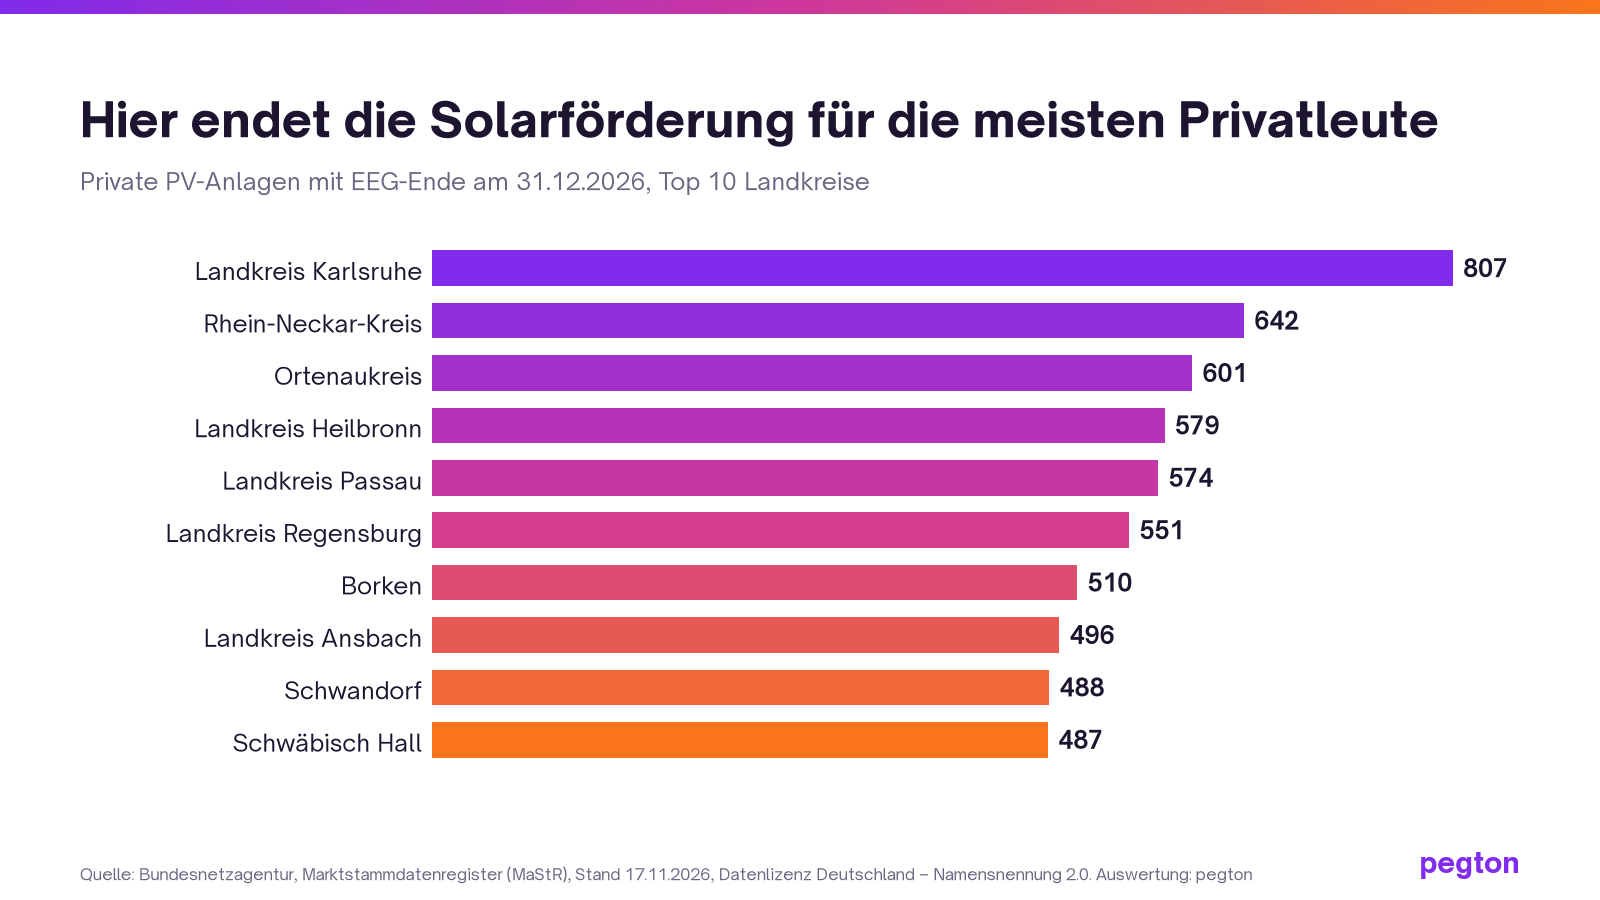 Hier endet die Solarförderung für die meisten Privatleute
Private PV-Anlagen mit EEG-Ende am 31.12.2026, Top 10 Landkreise
Landkreis Karlsruhe 807
Rhein-Neckar-Kreis 642
Ortenaukreis 601
Landkreis Heilbronn 579
Landkreis Passau 574
Landkreis Regensburg 551
Borken 510
Landkreis Ansbach 496
Schwandorf 488
Schwäbisch Hall 487
Quelle: Bundesnetzagentur, Marktstammdatenregister (MaStR), Stand 17.11.2026, Datenlizenz Deutschland – Namensnennung 2.0. Auswertung: pegton
pegton